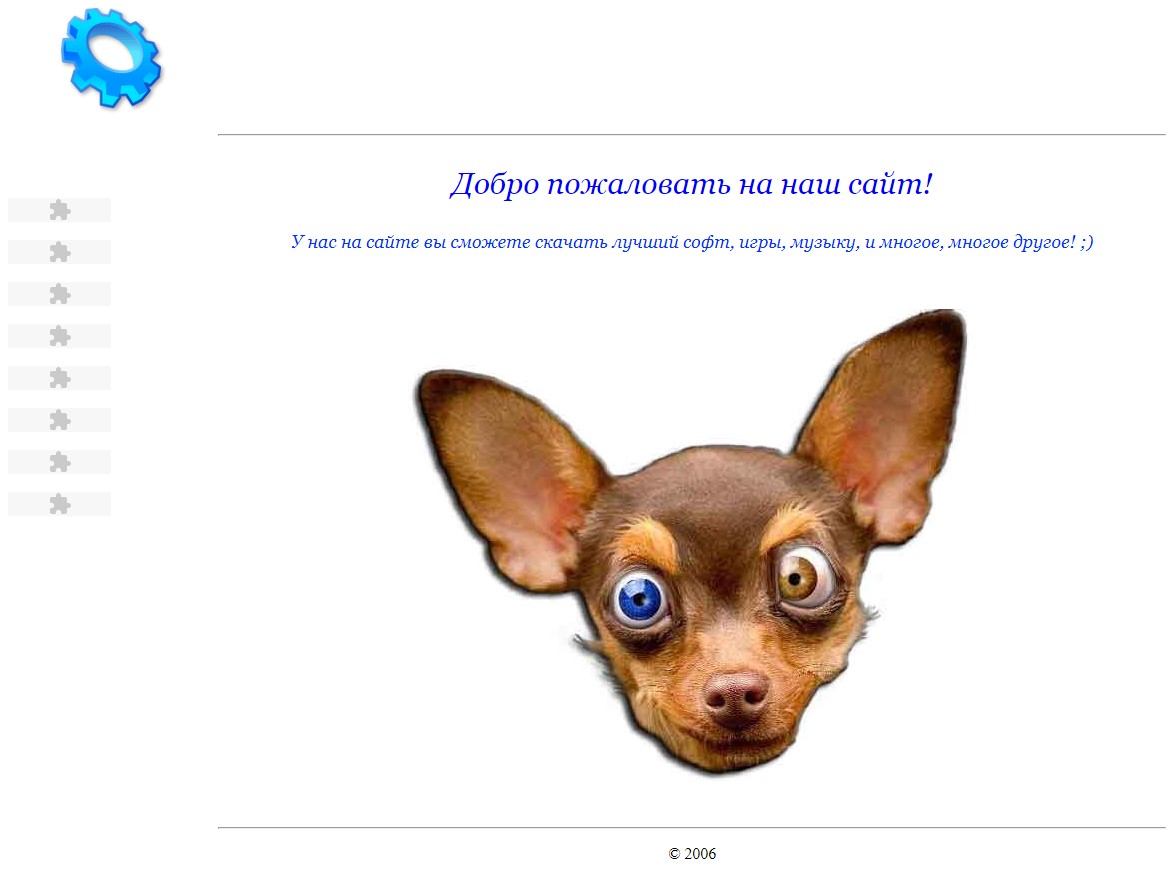 Добро пожаловать на наш сайт!
У нас на сайте вы сможете скачать лучший софт, игры, музыку, и многое, многое другое! ;)
© 2006